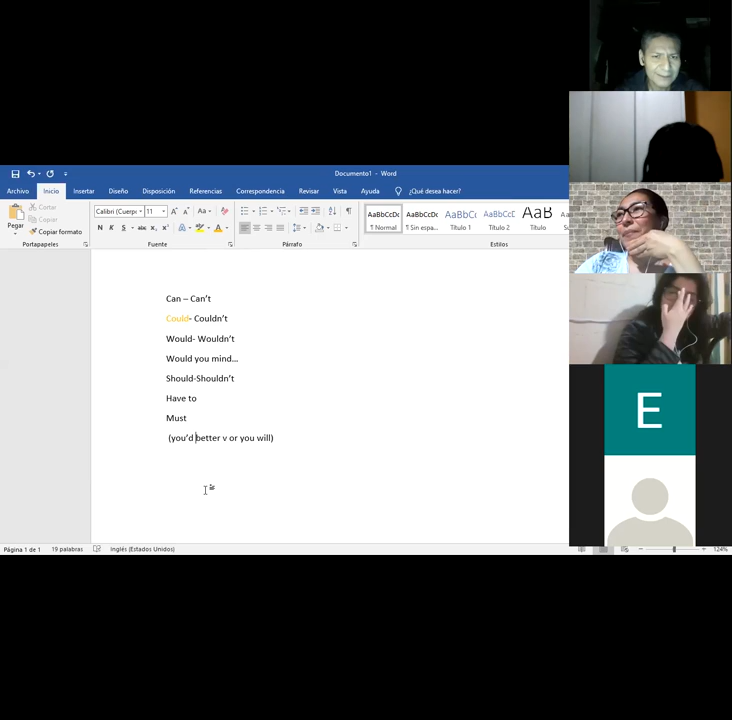 Documento1 - Word
Archivo Inicio Insertar Diseño Disposición Referencias Correspondencia Revisar Vista Ayuda ¿Qué desea hacer?
Pegar
Cortar
Copiar
Copiar formato
Portapapeles
Calibri (Cuerpo 11
N K S abc
Fuente
Párrafo
AaBbCcDc AaBbCcDc AaBbC AaBbCcC AaB
¶ Normal ¶ Sin espa... Título 1 Título 2 Título
Estilos
Can – Can't
Could- Couldn't
Would- Wouldn't
Would you mind...
Should-Shouldn't
Have to
Must
(you'd better v or you will)
Página 1 de 1 19 palabras Inglés (Estados Unidos) 124%
E